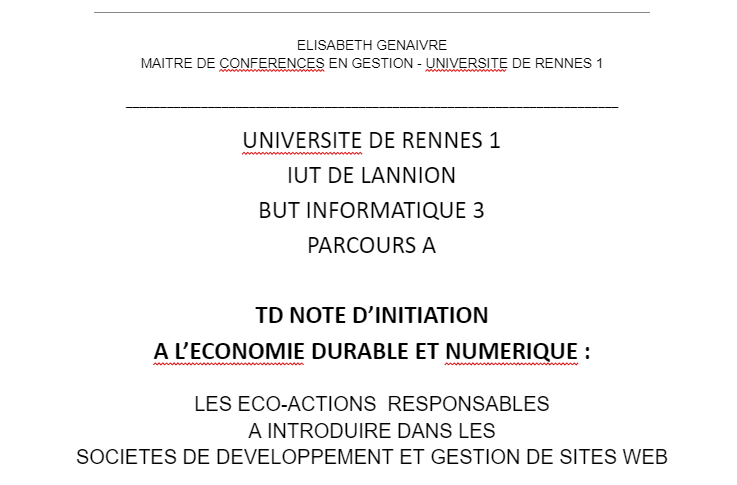 ELISABETH GENAIVRE
MAITRE DE CONFERENCES EN GESTION - UNIVERSITE DE RENNES 1
UNIVERSITE DE RENNES 1
IUT DE LANNION
BUT INFORMATIQUE 3
PARCOURS A
TD NOTE D’INITIATION
A L’ECONOMIE DURABLE ET NUMERIQUE :
LES ECO-ACTIONS  RESPONSABLES
A INTRODUIRE DANS LES
SOCIETES DE DEVELOPPEMENT ET GESTION DE SITES WEB